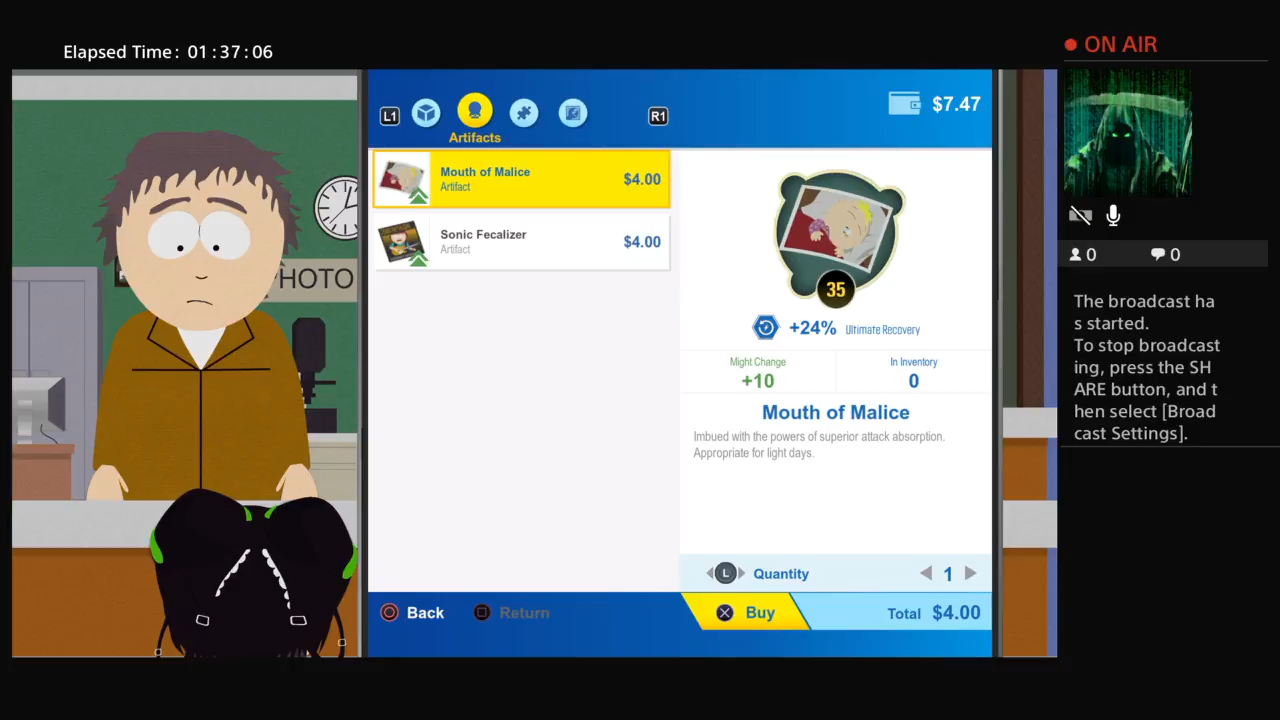 Elapsed Time: 01:37:06
ON AIR
L1
R1
$7.47
Artifacts
Mouth of Malice
Artifact
$4.00
Sonic Fecalizer
Artifact
$4.00
35
+24% Ultimate Recovery
Might Change
+10
In Inventory
0
Mouth of Malice
Imbued with the powers of superior attack absorption.
Appropriate for light days.
L Quantity 1
Back
Return
Buy
Total $4.00
PHOTO
0
0
The broadcast ha
s started.
To stop broadcast
ing, press the SH
ARE button, and t
hen select [Broad
cast Settings].